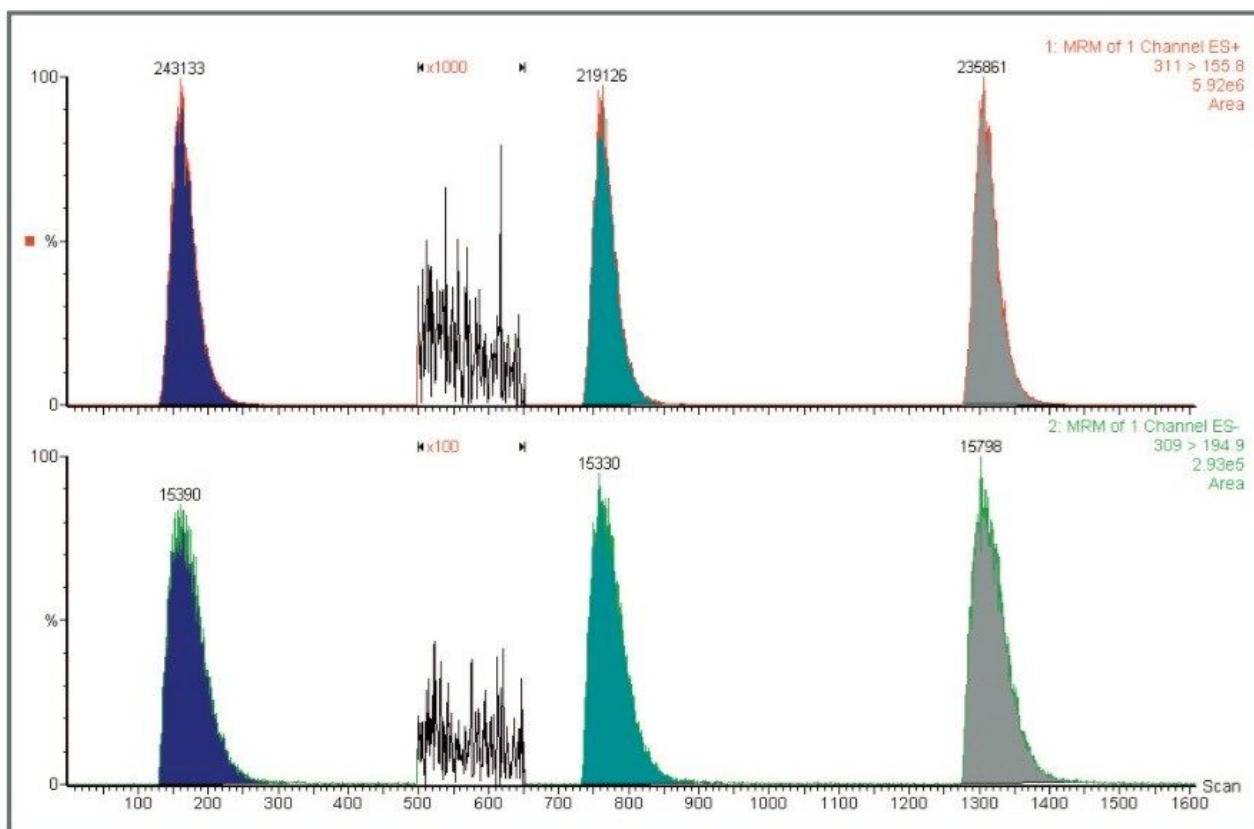 1: MRM of 1 Channel ES+
311 > 155.8
5.92e6
Area
243133
x1000
219126
235861
100
%
0
2: MRM of 1 Channel ES-
309 > 194.9
2.93e5
Area
15390
x100
15330
15798
100
%
0
Scan
100 200 300 400 500 600 700 800 900 1000 1100 1200 1300 1400 1500 1600